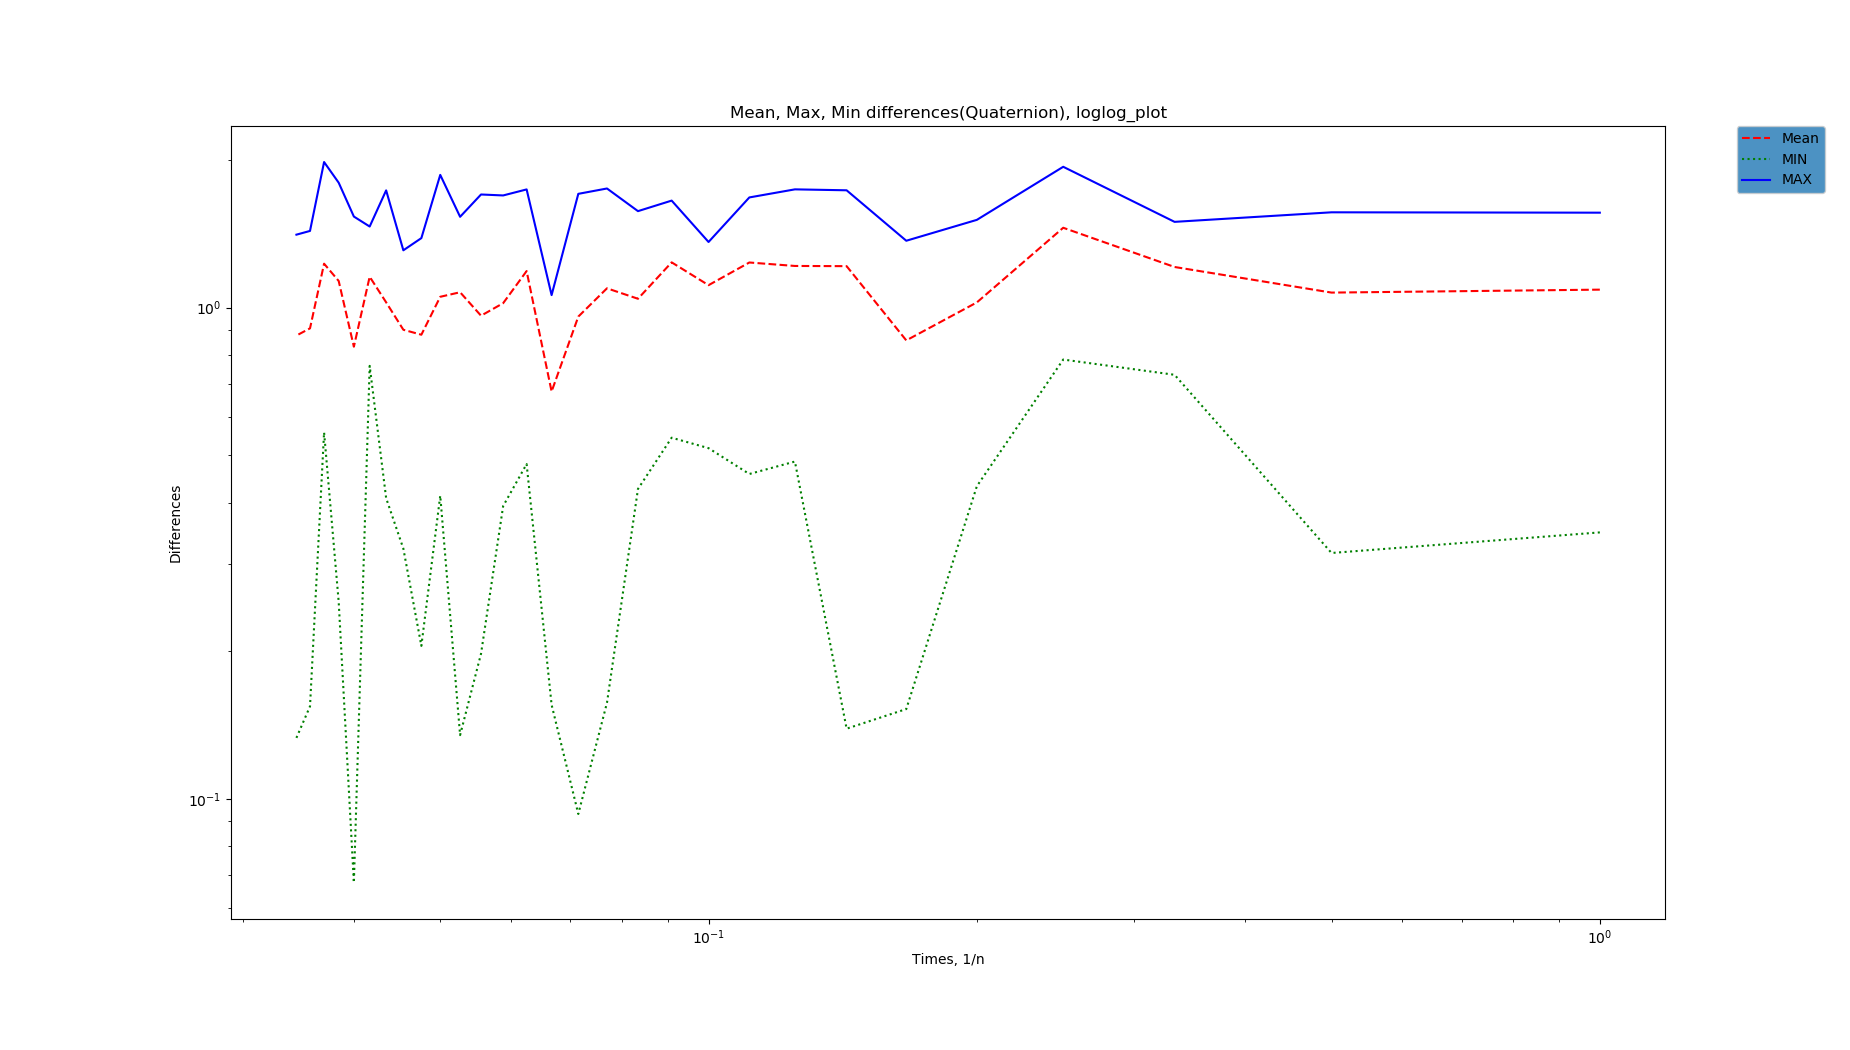 Mean, Max, Min differences(Quaternion), loglog_plot
Mean
MIN
MAX
10⁰
Differences
10⁻¹
10⁻¹
10⁰
Times, 1/n